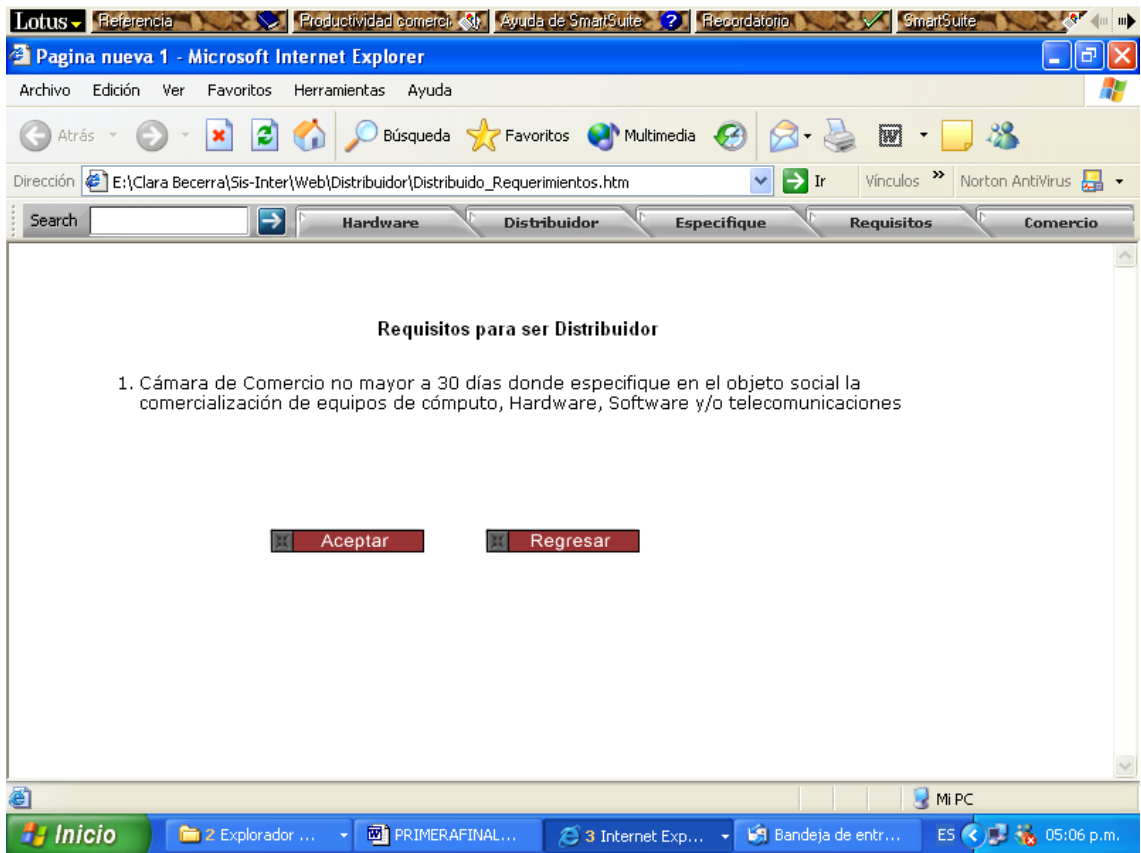 Lotus Referencia Productividad comerci Ayuda de SmartSuite ? Recordatorio SmartSuite
Pagina nueva 1 - Microsoft Internet Explorer
Archivo Edición Ver Favoritos Herramientas Ayuda
Atrás Búsqueda Favoritos Multimedia
Dirección E:\Clara Becerra\Sis-Inter\Web\Distribuidor\Distribuido_Requerimientos.htm Ir Vínculos » Norton AntiVirus
Search Hardware Distribuidor Especifique Requisitos Comercio
Requisitos para ser Distribuidor
1. Cámara de Comercio no mayor a 30 días donde especifique en el objeto social la
comercialización de equipos de cómputo, Hardware, Software y/o telecomunicaciones
Aceptar Regresar
Mi PC
Inicio 2 Explorador ... PRIMERAFINAL... 3 Internet Exp... Bandeja de entr... ES 05:06 p.m.